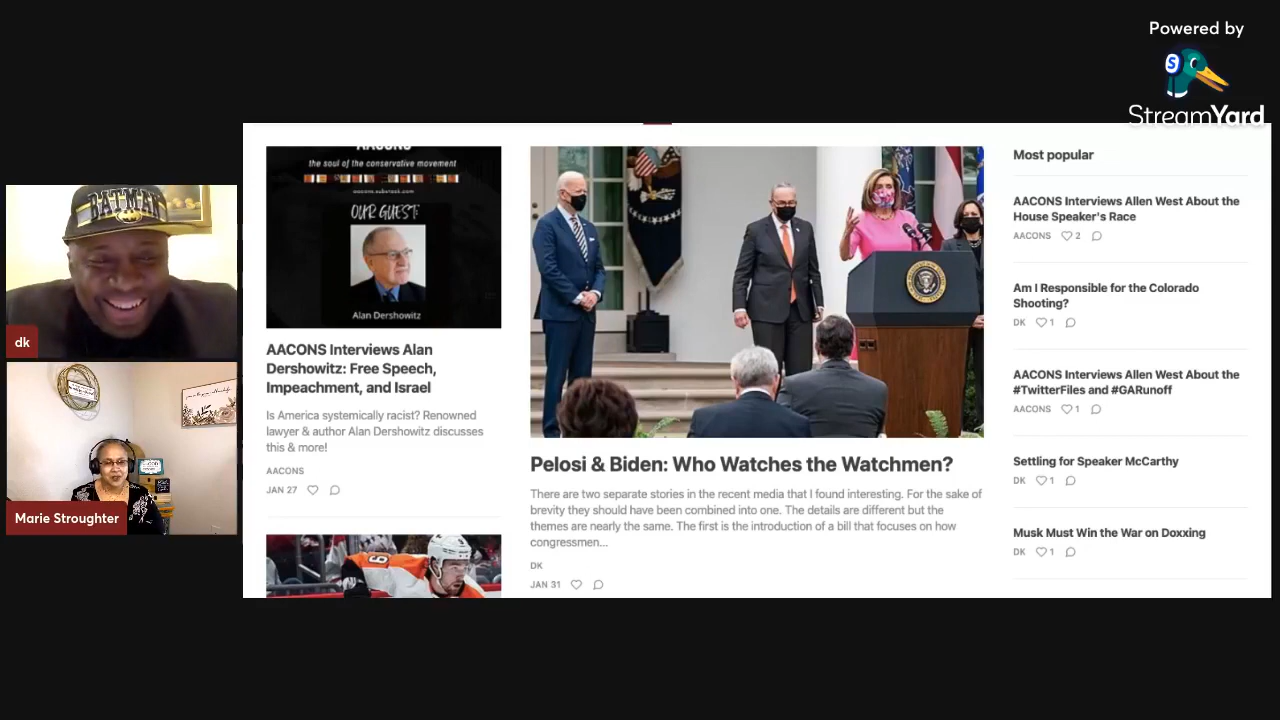 Powered by
StreamYard
BATMAN
dk
Marie Stroughter
AACONS
the soul of the conservative movement
aacons.substack.com
OUR GUEST:
Alan Dershowitz
AACONS Interviews Alan
Dershowitz: Free Speech,
Impeachment, and Israel
Is America systemically racist? Renowned
lawyer & author Alan Dershowitz discusses
this & more!
AACONS
JAN 27
9
Pelosi & Biden: Who Watches the Watchmen?
There are two separate stories in the recent media that I found interesting. For the sake of
brevity they should have been combined into one. The details are different but the
themes are nearly the same. The first is the introduction of a bill that focuses on how
congressmen...
DK
JAN 31
Most popular
AACONS Interviews Allen West About the
House Speaker's Race
AACONS 2
Am I Responsible for the Colorado
Shooting?
DK 1
AACONS Interviews Allen West About the
#TwitterFiles and #GARunoff
AACONS 1
Settling for Speaker McCarthy
DK 1
Musk Must Win the War on Doxxing
DK 1